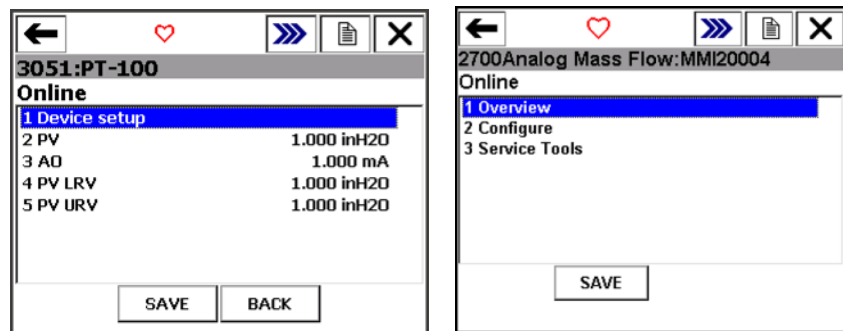 3051:PT-100
Online
1 Device setup
2 PV 1.000 inH2O
3 AO 1.000 mA
4 PV LRV 1.000 inH2O
5 PV URV 1.000 inH2O
SAVE BACK
2700Analog Mass Flow:MMI20004
Online
1 Overview
2 Configure
3 Service Tools
SAVE